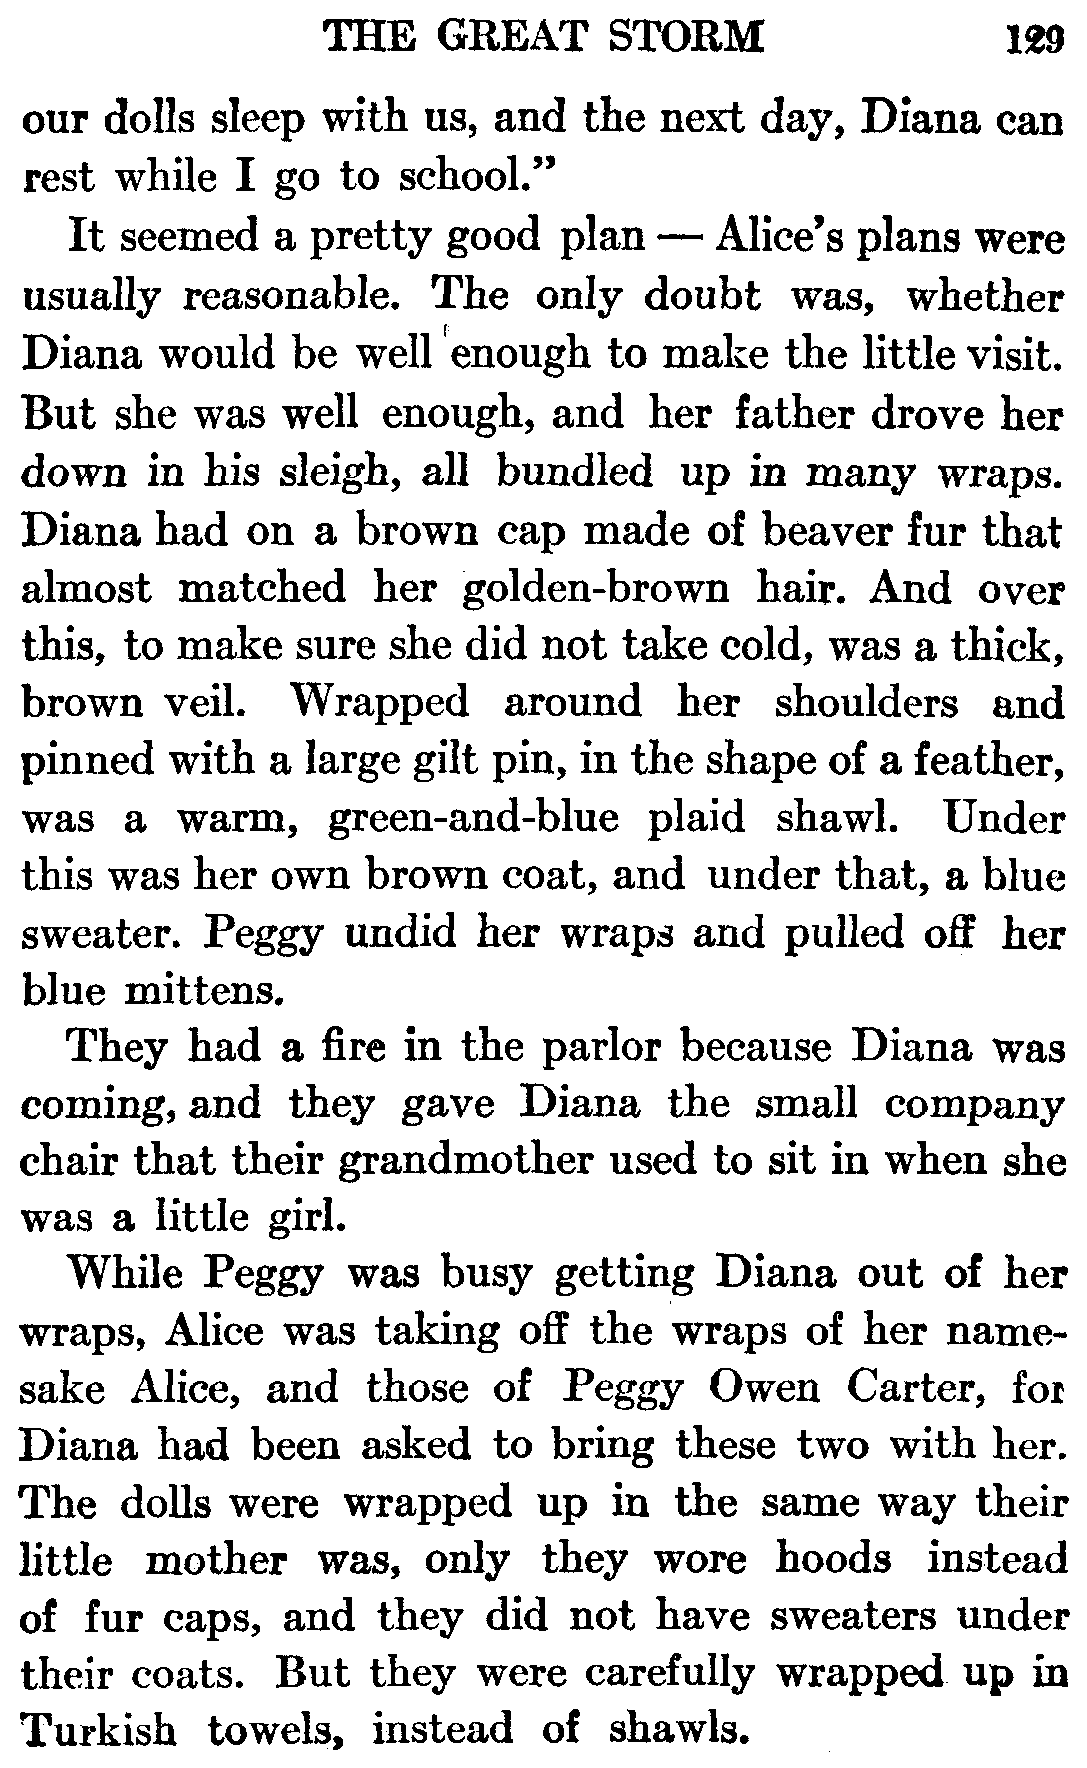 THE GREAT STORM 129
our dolls sleep with us, and the next day, Diana can
rest while I go to school."
It seemed a pretty good plan — Alice's plans were
usually reasonable. The only doubt was, whether
Diana would be well enough to make the little visit.
But she was well enough, and her father drove her
down in his sleigh, all bundled up in many wraps.
Diana had on a brown cap made of beaver fur that
almost matched her golden-brown hair. And over
this, to make sure she did not take cold, was a thick,
brown veil. Wrapped around her shoulders and
pinned with a large gilt pin, in the shape of a feather,
was a warm, green-and-blue plaid shawl. Under
this was her own brown coat, and under that, a blue
sweater. Peggy undid her wraps and pulled off her
blue mittens.
They had a fire in the parlor because Diana was
coming, and they gave Diana the small company
chair that their grandmother used to sit in when she
was a little girl.
While Peggy was busy getting Diana out of her
wraps, Alice was taking off the wraps of her name-
sake Alice, and those of Peggy Owen Carter, for
Diana had been asked to bring these two with her.
The dolls were wrapped up in the same way their
little mother was, only they wore hoods instead
of fur caps, and they did not have sweaters under
their coats. But they were carefully wrapped up in
Turkish towels, instead of shawls.